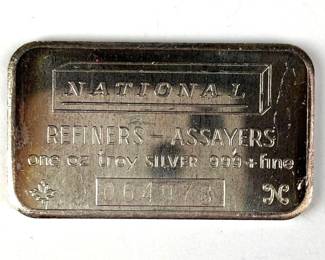 NATIONAL
REFINERS - ASSAYERS
one oz troy SILVER 999+fine
N